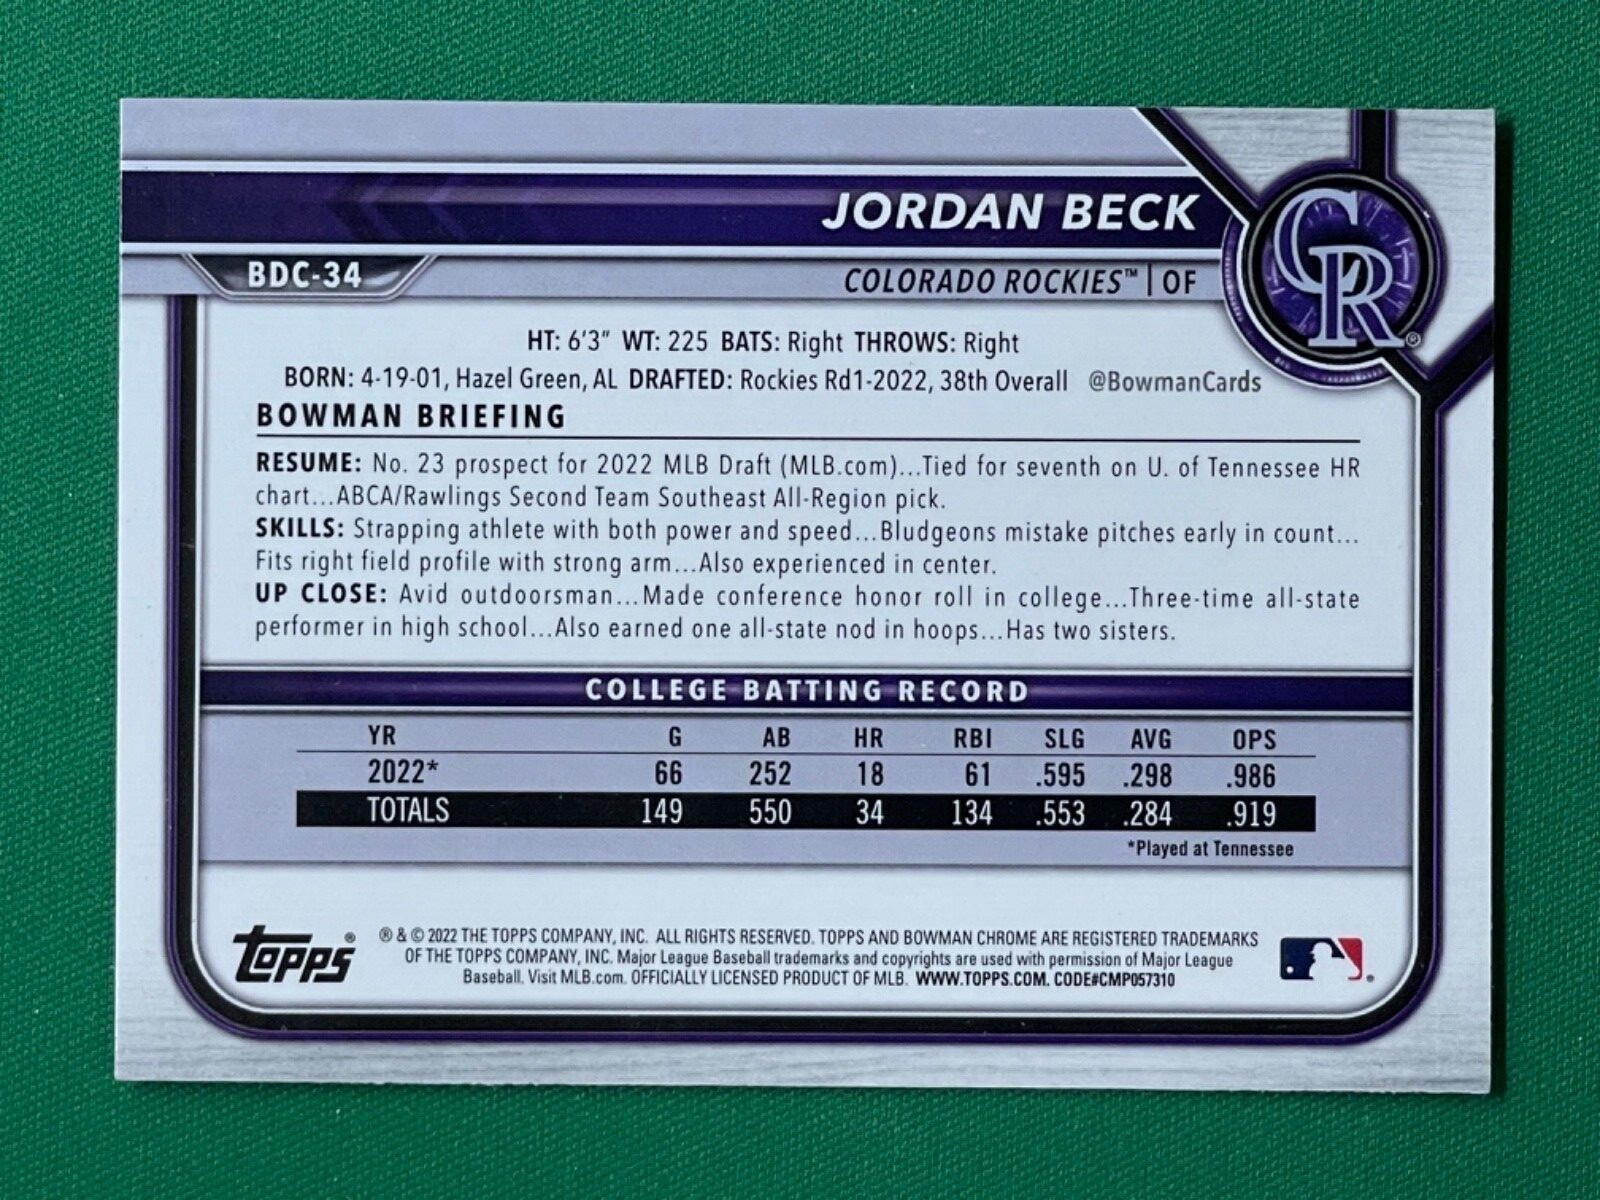 JORDAN BECK
BDC-34
COLORADO ROCKIES™ | OF
CR®
HT: 6'3" WT: 225 BATS: Right THROWS: Right
BORN: 4-19-01, Hazel Green, AL DRAFTED: Rockies Rd1-2022, 38th Overall @BowmanCards
BOWMAN BRIEFING
RESUME: No. 23 prospect for 2022 MLB Draft (MLB.com)...Tied for seventh on U. of Tennessee HR
chart...ABCA/Rawlings Second Team Southeast All-Region pick.
SKILLS: Strapping athlete with both power and speed...Bludgeons mistake pitches early in count...
Fits right field profile with strong arm...Also experienced in center.
UP CLOSE: Avid outdoorsman...Made conference honor roll in college...Three-time all-state
performer in high school...Also earned one all-state nod in hoops...Has two sisters.
COLLEGE BATTING RECORD
YR G AB HR RBI SLG AVG OPS
2022* 66 252 18 61 .595 .298 .986
TOTALS 149 550 34 134 .553 .284 .919
*Played at Tennessee
topps®
® & © 2022 THE TOPPS COMPANY, INC. ALL RIGHTS RESERVED. TOPPS AND BOWMAN CHROME ARE REGISTERED TRADEMARKS
OF THE TOPPS COMPANY, INC. Major League Baseball trademarks and copyrights are used with permission of Major League
Baseball. Visit MLB.com. OFFICIALLY LICENSED PRODUCT OF MLB. WWW.TOPPS.COM. CODE#CMP057310